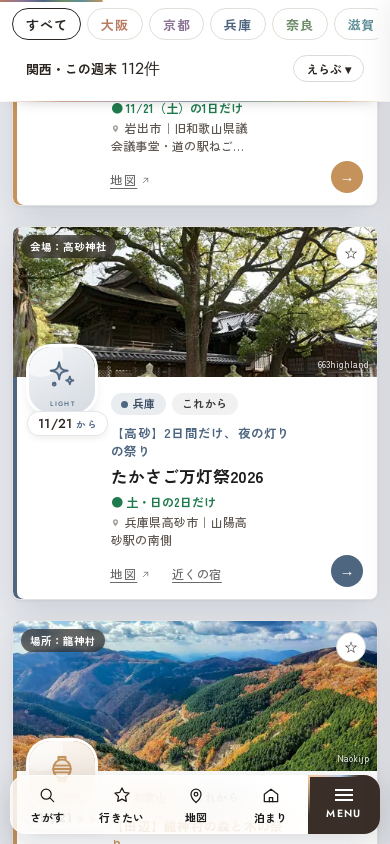 すべて
大阪
京都
兵庫
奈良
滋賀
関西・この週末 112件
えらぶ ▾
11/21（土）の1日だけ
岩出市｜旧和歌山県議
会議事堂・道の駅ねご…
地図 ↗
→
会場：高砂神社
☆
663highland
LIGHT
11/21 から
兵庫
これから
【高砂】2日間だけ、夜の灯り
の祭り
たかさご万灯祭2026
土・日の2日だけ
兵庫県高砂市｜山陽高
砂駅の南側
地図 ↗
近くの宿
→
場所：龍神村
☆
Naokijp
さがす
行きたい
地図
泊まり
MENU